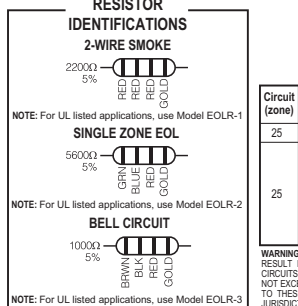 RESISTOR
IDENTIFICATIONS
2-WIRE SMOKE
2200Ω
5%
RED
RED
RED
GOLD
NOTE: For UL listed applications, use Model EOLR-1
SINGLE ZONE EOL
5600Ω
5%
GRN
BLUE
RED
GOLD
NOTE: For UL listed applications, use Model EOLR-2
BELL CIRCUIT
1000Ω
5%
BRWN
BLK
RED
GOLD
NOTE: For UL listed applications, use Model EOLR-3
Circuit
(zone)
25
25
WARNING
RESULT
CIRCUITS
NOT EXC
TO THES
JURISDIC